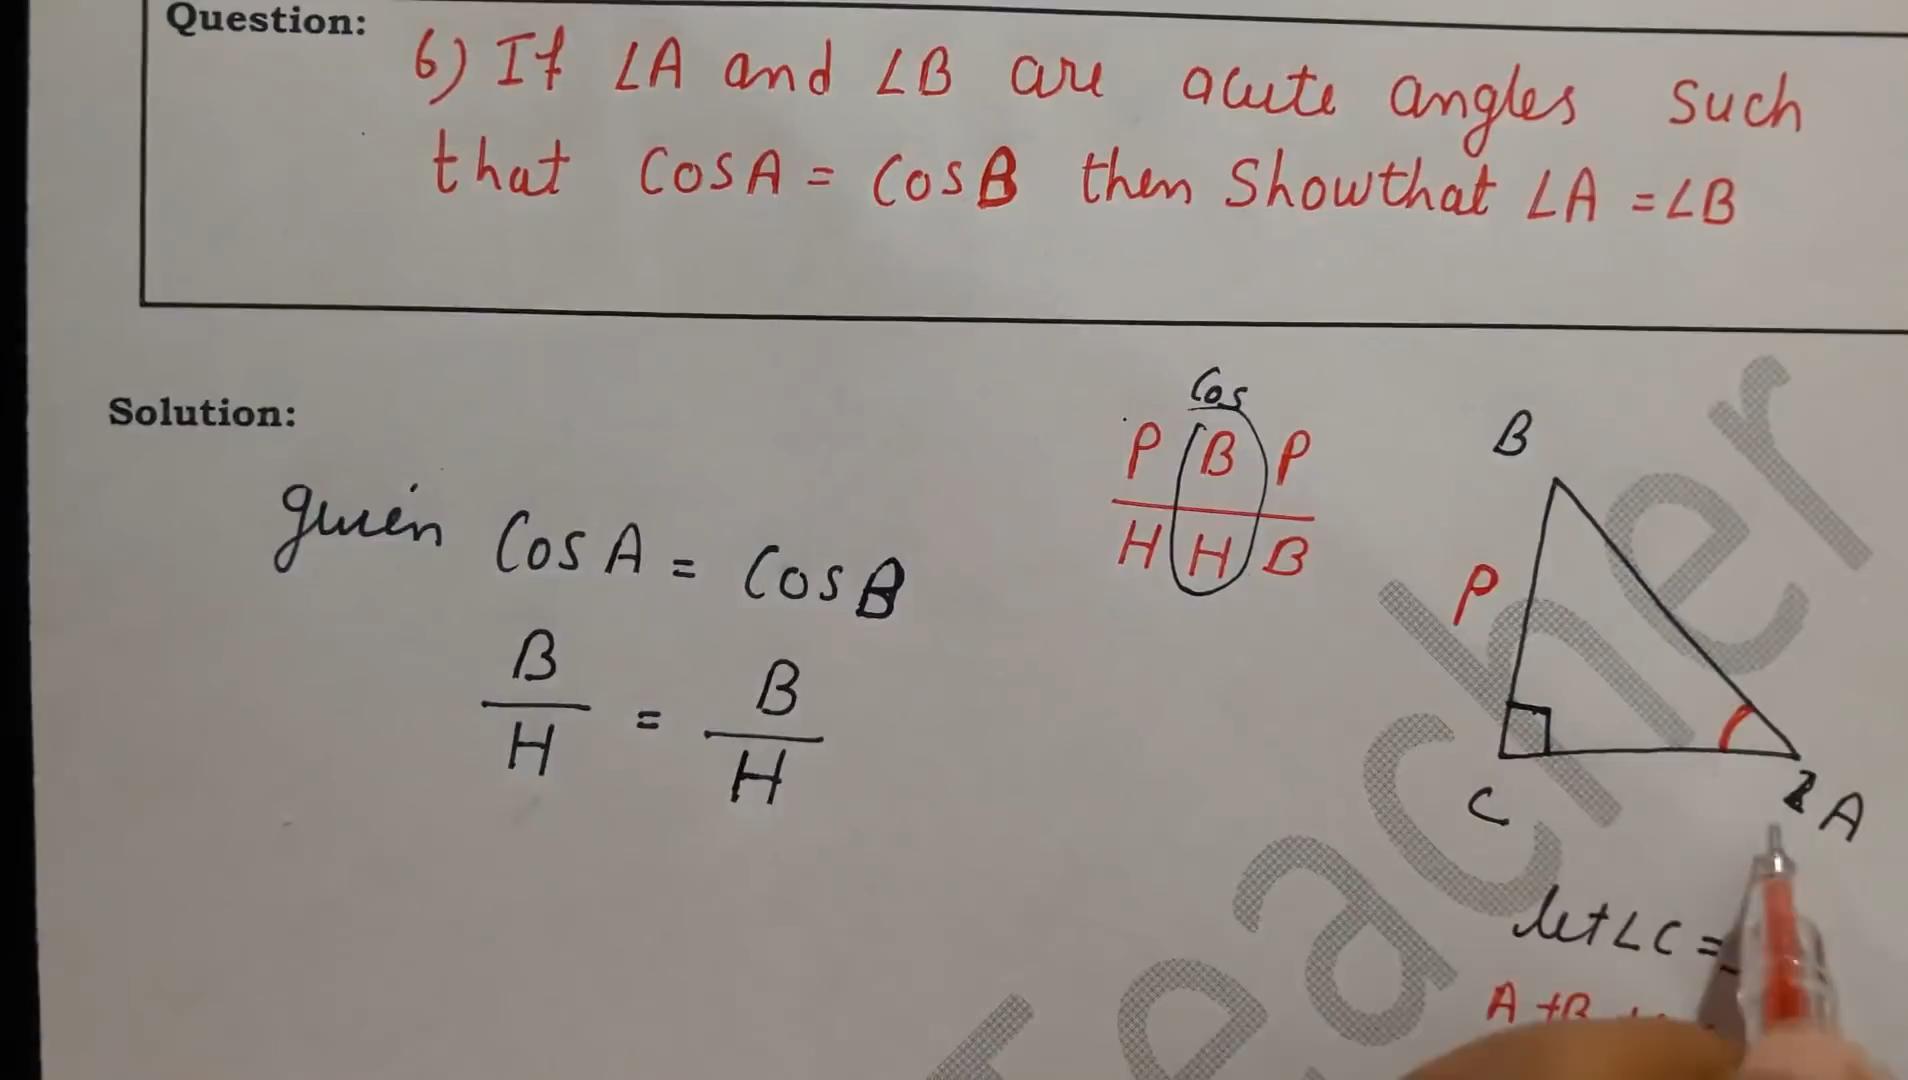 Question:
6) If ∠A and ∠B are acute angles such
that CosA = CosB then Showthat ∠A = ∠B
Solution:
given CosA = CosB
B/H = B/H
Cos
P B P
H H B
B
P
C
A
let∠C =
A + B +
eacher